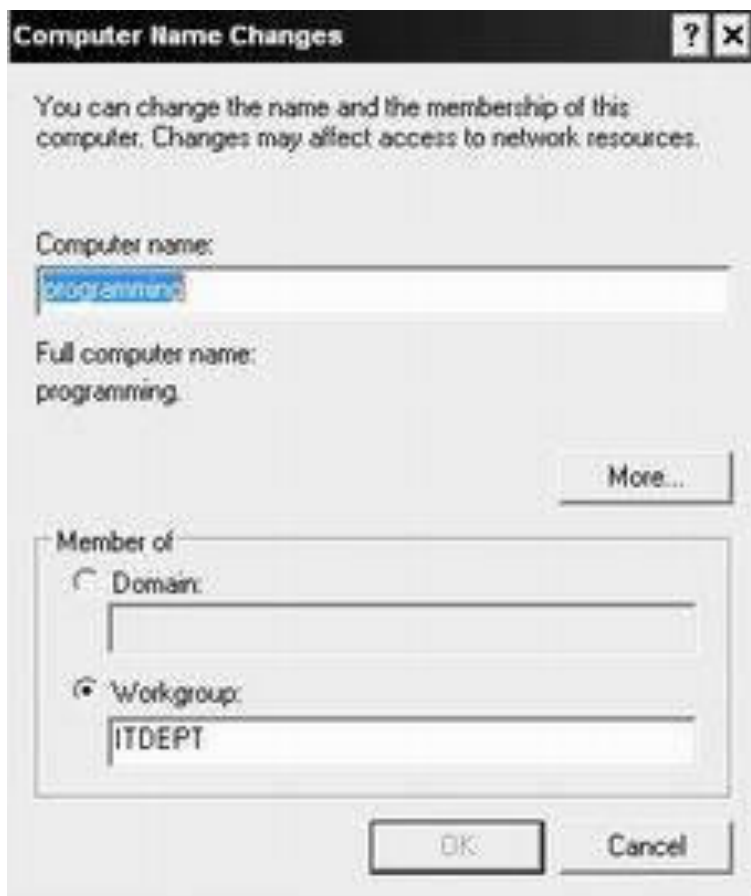 Computer Name Changes
?
You can change the name and the membership of this
computer. Changes may affect access to network resources.
Computer name:
programming
Full computer name:
programming.
More...
Member of
Domain:
Workgroup:
ITDEPT
OK
Cancel